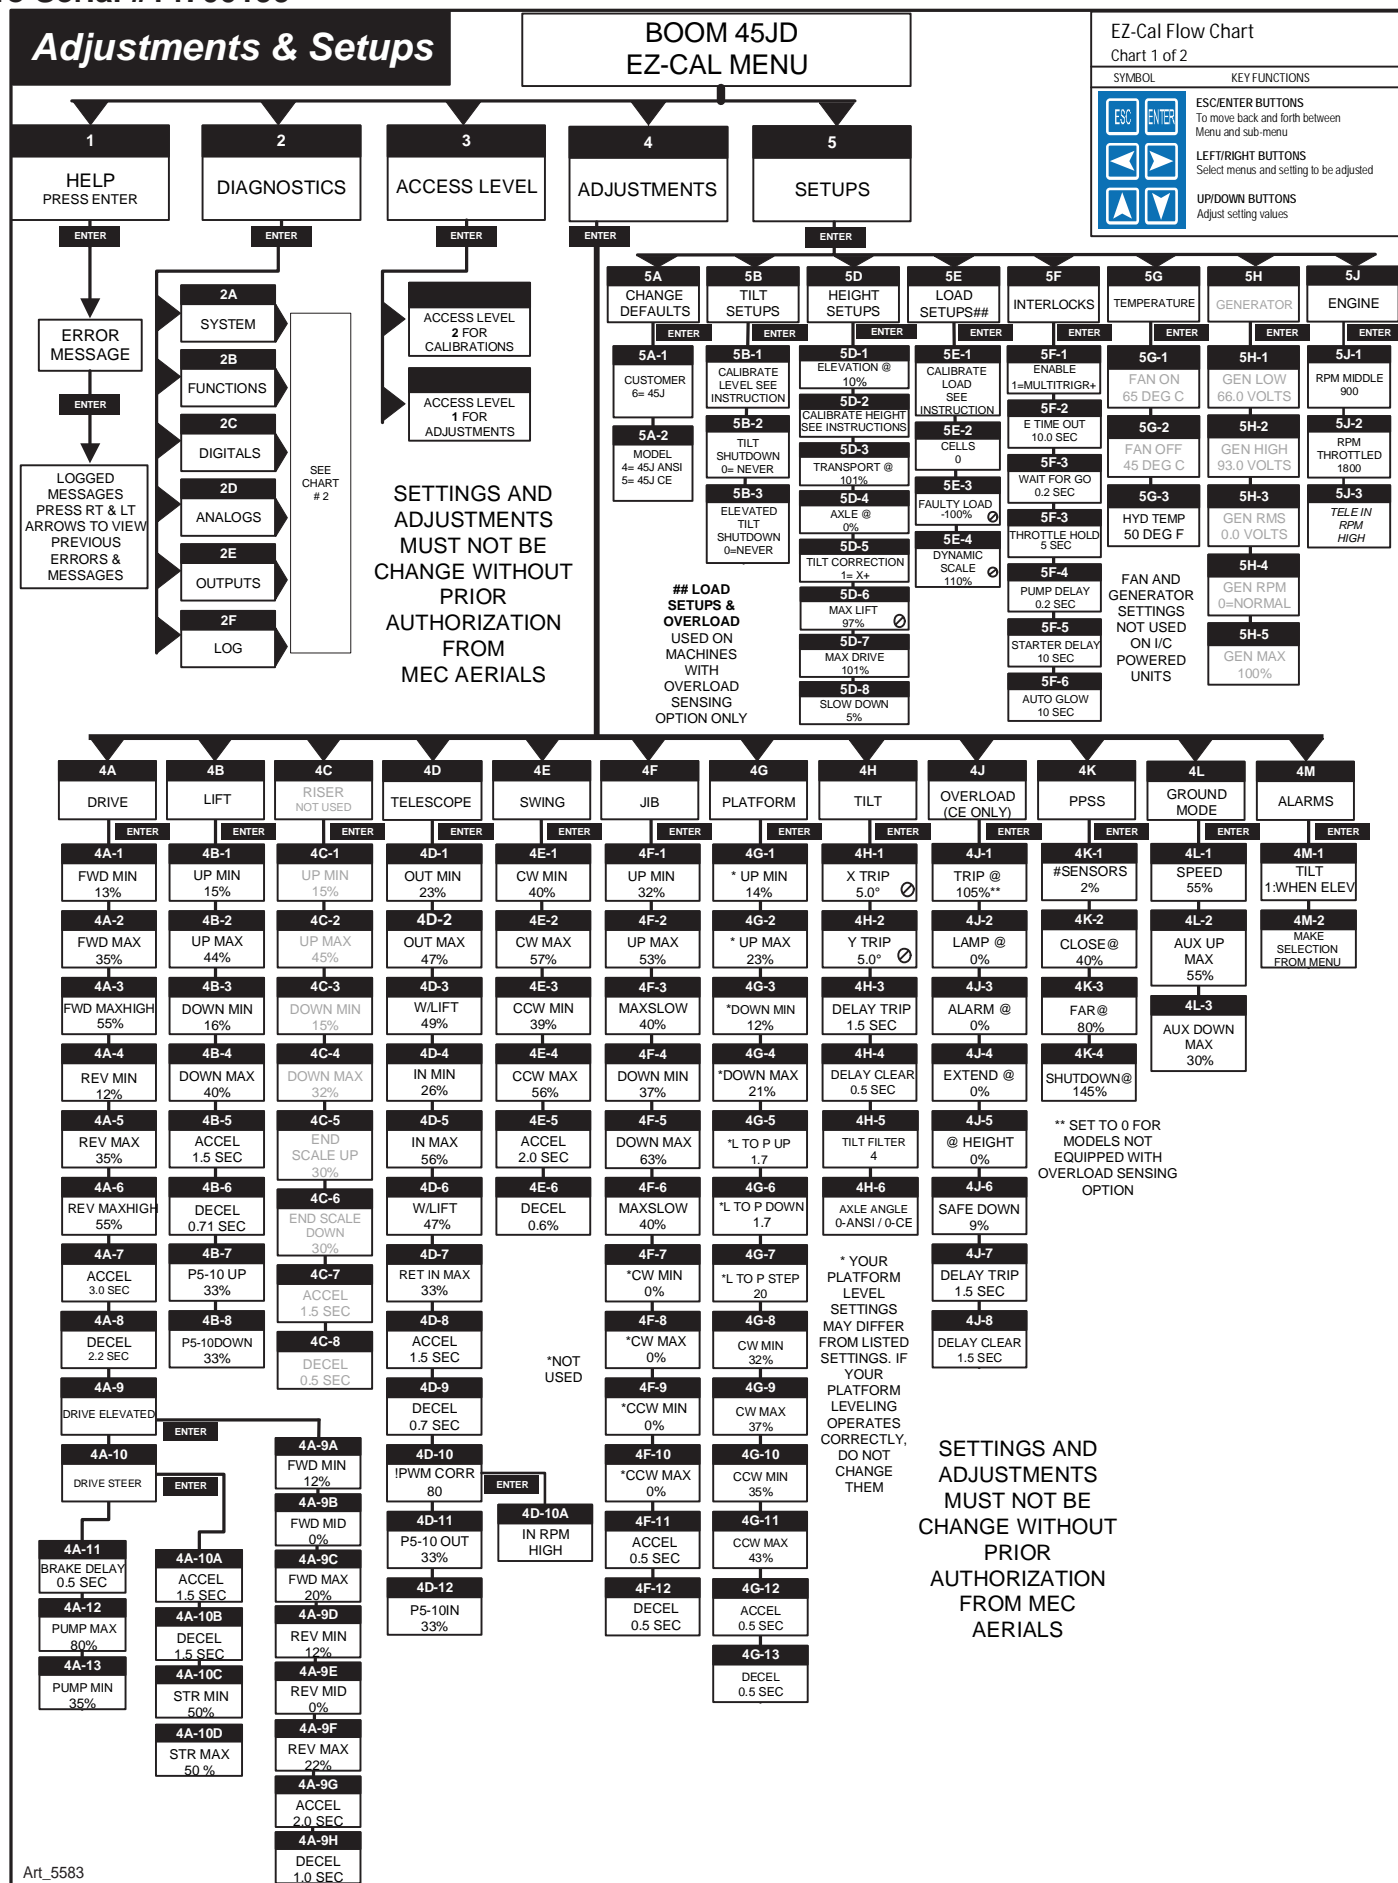 Adjustments & Setups
BOOM 45JD
EZ-CAL MENU
EZ-Cal Flow Chart
Chart 1 of 2
SYMBOL
KEY FUNCTIONS
ESC
ENTER
ESC/ENTER BUTTONS
To move back and forth between
Menu and sub-menu
LEFT/RIGHT BUTTONS
Select menus and setting to be adjusted
UP/DOWN BUTTONS
Adjust setting values
1
HELP
PRESS ENTER
2
DIAGNOSTICS
3
ACCESS LEVEL
4
ADJUSTMENTS
5
SETUPS
ENTER
ENTER
ENTER
ENTER
ENTER
ERROR
MESSAGE
ENTER
LOGGED
MESSAGES
PRESS RT & LT
ARROWS TO VIEW
PREVIOUS
ERRORS &
MESSAGES
2A
SYSTEM
2B
FUNCTIONS
2C
DIGITALS
2D
ANALOGS
2E
OUTPUTS
2F
LOG
SEE
CHART
# 2
ACCESS LEVEL
2 FOR
CALIBRATIONS
ACCESS LEVEL
1 FOR
ADJUSTMENTS
SETTINGS AND
ADJUSTMENTS
MUST NOT BE
CHANGE WITHOUT
PRIOR
AUTHORIZATION
FROM
MEC AERIALS
5A
CHANGE
DEFAULTS
ENTER
5A-1
CUSTOMER
6= 45J
5A-2
MODEL
4= 45J ANSI
5= 45J CE
5B
TILT
SETUPS
ENTER
5B-1
CALIBRATE
LEVEL SEE
INSTRUCTION
5B-2
TILT
SHUTDOWN
0= NEVER
5B-3
ELEVATED
TILT
SHUTDOWN
0=NEVER
5D
HEIGHT
SETUPS
ENTER
5D-1
ELEVATION @
10%
5D-2
CALIBRATE HEIGHT
SEE INSTRUCTIONS
5D-3
TRANSPORT @
101%
5D-4
AXLE @
0%
5D-5
TILT CORRECTION
1= X+
5D-6
MAX LIFT
97%
5D-7
MAX DRIVE
101%
5D-8
SLOW DOWN
5%
5E
LOAD
SETUPS##
ENTER
5E-1
CALIBRATE
LOAD
SEE
INSTRUCTION
5E-2
CELLS
0
5E-3
FAULTY LOAD
-100%
5E-4
DYNAMIC
SCALE
110%
5F
INTERLOCKS
ENTER
5F-1
ENABLE
1=MULTITRIGR+
5F-2
E TIME OUT
10.0 SEC
5F-3
WAIT FOR GO
0.2 SEC
5F-3
THROTTLE HOLD
5 SEC
5F-4
PUMP DELAY
0.2 SEC
5F-5
STARTER DELAY
10 SEC
5F-6
AUTO GLOW
10 SEC
5G
TEMPERATURE
ENTER
5G-1
FAN ON
65 DEG C
5G-2
FAN OFF
45 DEG C
5G-3
HYD TEMP
50 DEG F
FAN AND
GENERATOR
SETTINGS
NOT USED
ON I/C
POWERED
UNITS
5H
GENERATOR
ENTER
5H-1
GEN LOW
66.0 VOLTS
5H-2
GEN HIGH
93.0 VOLTS
5H-3
GEN RMS
0.0 VOLTS
5H-4
GEN RPM
0=NORMAL
5H-5
GEN MAX
100%
5J
ENGINE
ENTER
5J-1
RPM MIDDLE
900
5J-2
RPM
THROTTLED
1800
5J-3
TELE IN
RPM
HIGH
## LOAD
SETUPS &
OVERLOAD
USED ON
MACHINES
WITH
OVERLOAD
SENSING
OPTION ONLY
4A
DRIVE
ENTER
4A-1
FWD MIN
13%
4A-2
FWD MAX
35%
4A-3
FWD MAXHIGH
55%
4A-4
REV MIN
12%
4A-5
REV MAX
35%
4A-6
REV MAXHIGH
55%
4A-7
ACCEL
3.0 SEC
4A-8
DECEL
2.2 SEC
4A-9
DRIVE ELEVATED
ENTER
4A-10
DRIVE STEER
ENTER
4A-11
BRAKE DELAY
0.5 SEC
4A-12
PUMP MAX
80%
4A-13
PUMP MIN
35%
4A-10A
ACCEL
1.5 SEC
4A-10B
DECEL
1.5 SEC
4A-10C
STR MIN
50%
4A-10D
STR MAX
50 %
4A-9A
FWD MIN
12%
4A-9B
FWD MID
0%
4A-9C
FWD MAX
20%
4A-9D
REV MIN
12%
4A-9E
REV MID
0%
4A-9F
REV MAX
22%
4A-9G
ACCEL
2.0 SEC
4A-9H
DECEL
1.0 SEC
4B
LIFT
ENTER
4B-1
UP MIN
15%
4B-2
UP MAX
44%
4B-3
DOWN MIN
16%
4B-4
DOWN MAX
40%
4B-5
ACCEL
1.5 SEC
4B-6
DECEL
0.71 SEC
4B-7
P5-10 UP
33%
4B-8
P5-10DOWN
33%
4C
RISER
NOT USED
ENTER
4C-1
UP MIN
15%
4C-2
UP MAX
45%
4C-3
DOWN MIN
15%
4C-4
DOWN MAX
32%
4C-5
END
SCALE UP
30%
4C-6
END SCALE
DOWN
30%
4C-7
ACCEL
1.5 SEC
4C-8
DECEL
0.5 SEC
4D
TELESCOPE
ENTER
4D-1
OUT MIN
23%
4D-2
OUT MAX
47%
4D-3
W/LIFT
49%
4D-4
IN MIN
26%
4D-5
IN MAX
56%
4D-6
W/LIFT
47%
4D-7
RET IN MAX
33%
4D-8
ACCEL
1.5 SEC
4D-9
DECEL
0.7 SEC
4D-10
!PWM CORR
80
ENTER
4D-10A
IN RPM
HIGH
4D-11
P5-10 OUT
33%
4D-12
P5-10IN
33%
4E
SWING
ENTER
4E-1
CW MIN
40%
4E-2
CW MAX
57%
4E-3
CCW MIN
39%
4E-4
CCW MAX
56%
4E-5
ACCEL
2.0 SEC
4E-6
DECEL
0.6%
*NOT
USED
4F
JIB
ENTER
4F-1
UP MIN
32%
4F-2
UP MAX
53%
4F-3
MAXSLOW
40%
4F-4
DOWN MIN
37%
4F-5
DOWN MAX
63%
4F-6
MAXSLOW
40%
4F-7
*CW MIN
0%
4F-8
*CW MAX
0%
4F-9
*CCW MIN
0%
4F-10
*CCW MAX
0%
4F-11
ACCEL
0.5 SEC
4F-12
DECEL
0.5 SEC
4G
PLATFORM
ENTER
4G-1
* UP MIN
14%
4G-2
* UP MAX
23%
4G-3
*DOWN MIN
12%
4G-4
*DOWN MAX
21%
4G-5
*L TO P UP
1.7
4G-6
*L TO P DOWN
1.7
4G-7
*L TO P STEP
20
4G-8
CW MIN
32%
4G-9
CW MAX
37%
4G-10
CCW MIN
35%
4G-11
CCW MAX
43%
4G-12
ACCEL
0.5 SEC
4G-13
DECEL
0.5 SEC
4H
TILT
ENTER
4H-1
X TRIP
5.0°
4H-2
Y TRIP
5.0°
4H-3
DELAY TRIP
1.5 SEC
4H-4
DELAY CLEAR
0.5 SEC
4H-5
TILT FILTER
4
4H-6
AXLE ANGLE
0-ANSI / 0-CE
* YOUR
PLATFORM
LEVEL
SETTINGS
MAY DIFFER
FROM LISTED
SETTINGS. IF
YOUR
PLATFORM
LEVELING
OPERATES
CORRECTLY,
DO NOT
CHANGE
THEM
4J
OVERLOAD
(CE ONLY)
ENTER
4J-1
TRIP @
105%**
4J-2
LAMP @
0%
4J-3
ALARM @
0%
4J-4
EXTEND @
0%
4J-5
@ HEIGHT
0%
4J-6
SAFE DOWN
9%
4J-7
DELAY TRIP
1.5 SEC
4J-8
DELAY CLEAR
1.5 SEC
4K
PPSS
ENTER
4K-1
#SENSORS
2%
4K-2
CLOSE@
40%
4K-3
FAR@
80%
4K-4
SHUTDOWN@
145%
** SET TO 0 FOR
MODELS NOT
EQUIPPED WITH
OVERLOAD SENSING
OPTION
4L
GROUND
MODE
ENTER
4L-1
SPEED
55%
4L-2
AUX UP
MAX
55%
4L-3
AUX DOWN
MAX
30%
4M
ALARMS
ENTER
4M-1
TILT
1:WHEN ELEV
4M-2
MAKE
SELECTION
FROM MENU
SETTINGS AND
ADJUSTMENTS
MUST NOT BE
CHANGE WITHOUT
PRIOR
AUTHORIZATION
FROM MEC
AERIALS
Art_5583